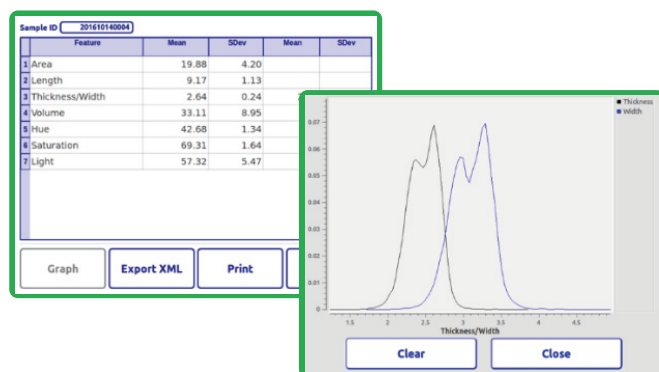 Sample ID 201610140004
Feature Mean SDev Mean SDev
1 Area 19.88 4.20
2 Length 9.17 1.13
3 Thickness/Width 2.64 0.24
4 Volume 33.11 8.95
5 Hue 42.68 1.34
6 Saturation 69.31 1.64
7 Light 57.32 5.47
Graph Export XML Print
Thickness
Width
0.07
0.06
0.05
0.04
0.03
0.02
0.01
0
1.5 2 2.5 3 3.5 4 4.5
Thickness/Width
Clear Close